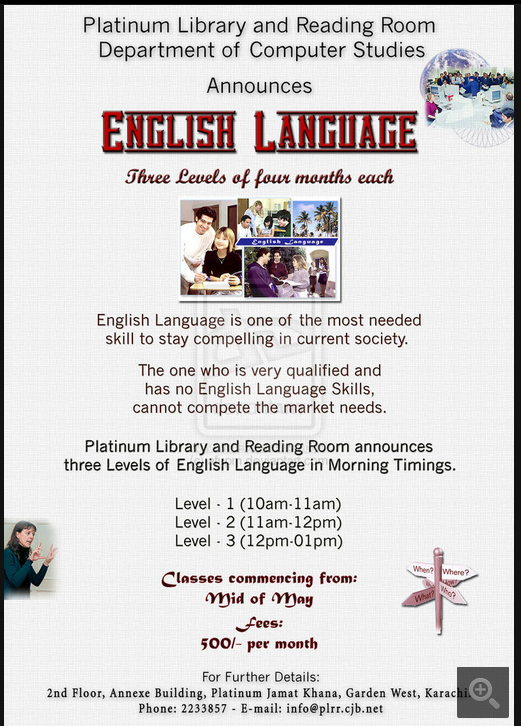 Platinum Library and Reading Room
Department of Computer Studies
Announces
English Language
Three Levels of four months each
English Language
English Language is one of the most needed
skill to stay compelling in current society.
The one who is very qualified and
has no English Language Skills,
cannot compete the market needs.
Platinum Library and Reading Room announces
three Levels of English Language in Morning Timings.
Level - 1 (10am-11am)
Level - 2 (11am-12pm)
Level - 3 (12pm-01pm)
Classes commencing from:
Mid of May
Fees:
500/- per month
When? Where?
What? Who?
For Further Details:
2nd Floor, Annexe Building, Platinum Jamat Khana, Garden West, Karachi
Phone: 2233857 - E-mail: info@plrr.cjb.net